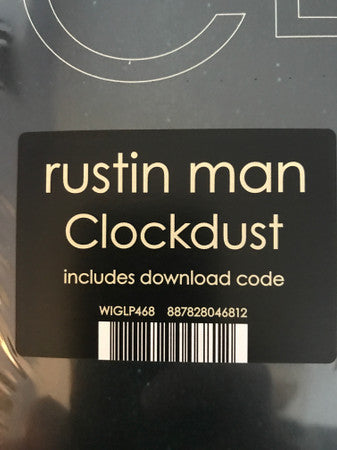 rustin man
Clockdust
includes download code
WIGLP468 887828046812